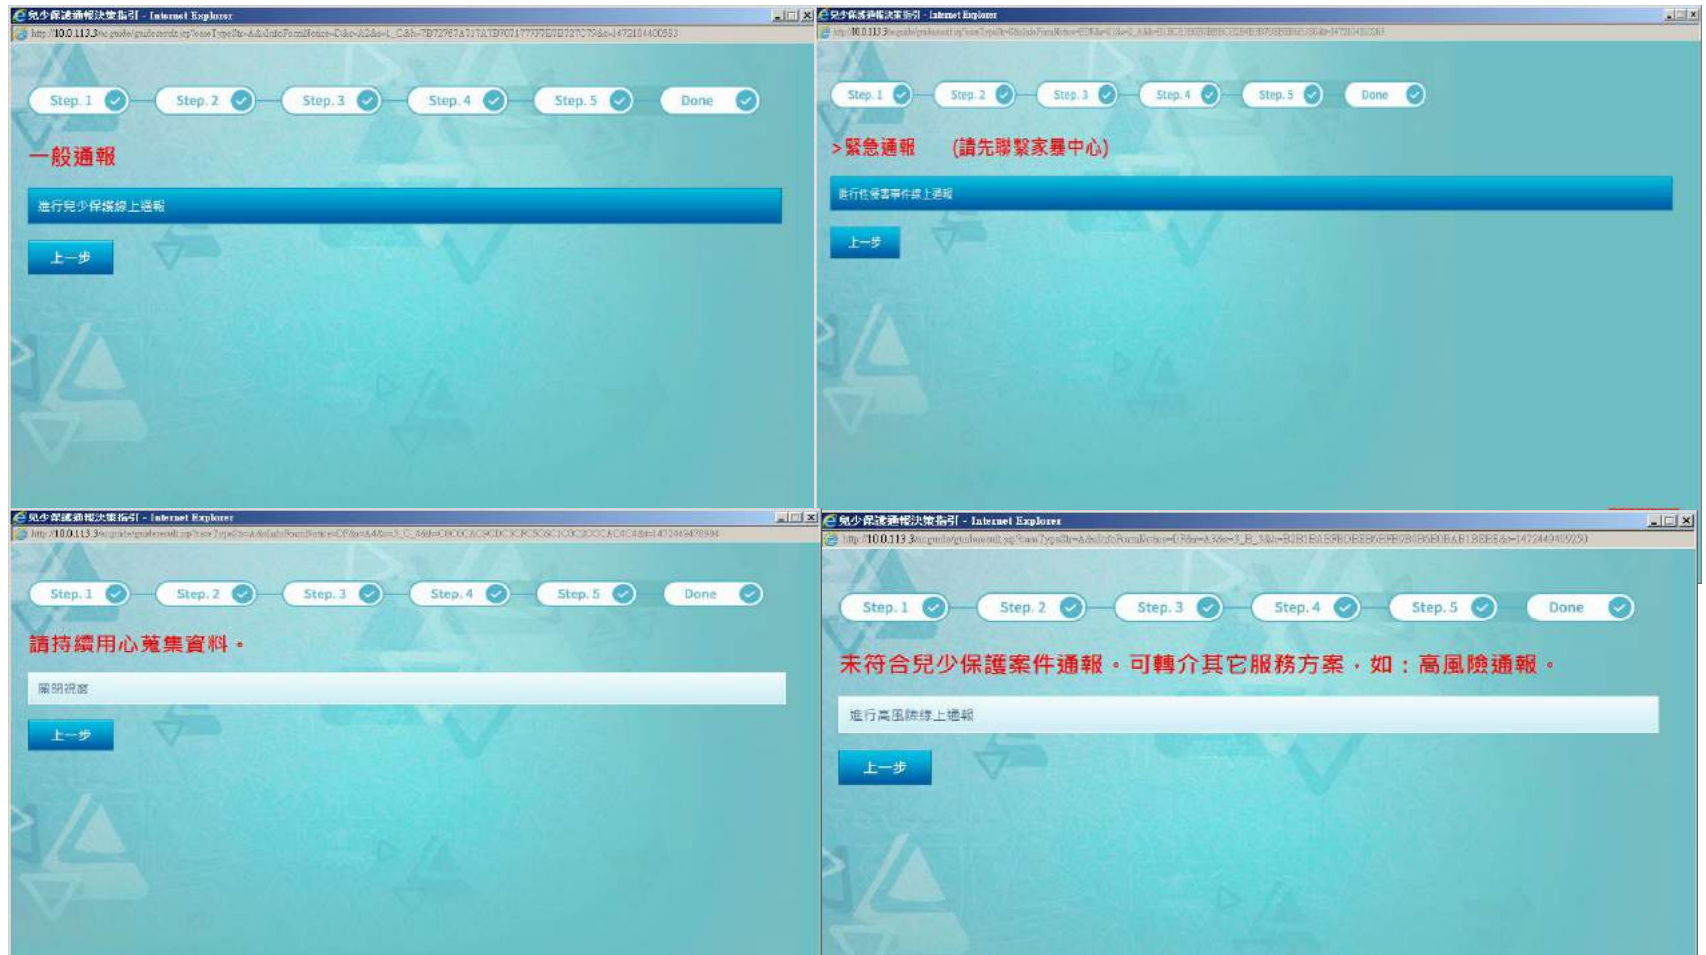 兒少保護通報決策指引 - Internet Explorer
Step. 1 Step. 2 Step. 3 Step. 4 Step. 5 Done
一般通報
進行兒少保護線上通報
上一步
兒少保護通報決策指引 - Internet Explorer
Step. 1 Step. 2 Step. 3 Step. 4 Step. 5 Done
>緊急通報 (請先聯繫家暴中心)
進行性侵害事件線上通報
上一步
兒少保護通報決策指引 - Internet Explorer
Step. 1 Step. 2 Step. 3 Step. 4 Step. 5 Done
請持續用心蒐集資料。
關閉視窗
上一步
兒少保護通報決策指引 - Internet Explorer
Step. 1 Step. 2 Step. 3 Step. 4 Step. 5 Done
未符合兒少保護案件通報。可轉介其它服務方案，如：高風險通報。
進行高風險線上通報
上一步